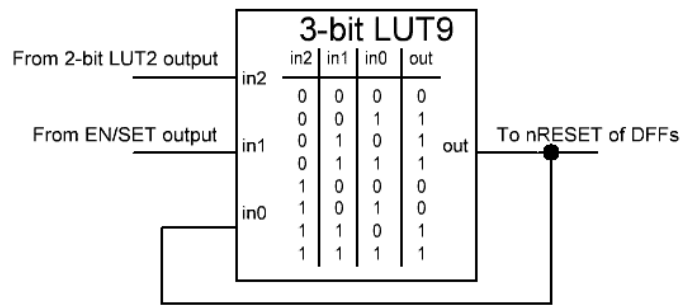 3-bit LUT9
From 2-bit LUT2 output
in2 in1 in0 out
in2
0 0 0 0
0 0 1 1
From EN/SET output
in1
0 1 0 1
out
To nRESET of DFFs
0 1 1 1
1 0 0 0
in0
1 0 1 0
1 1 0 1
1 1 1 1